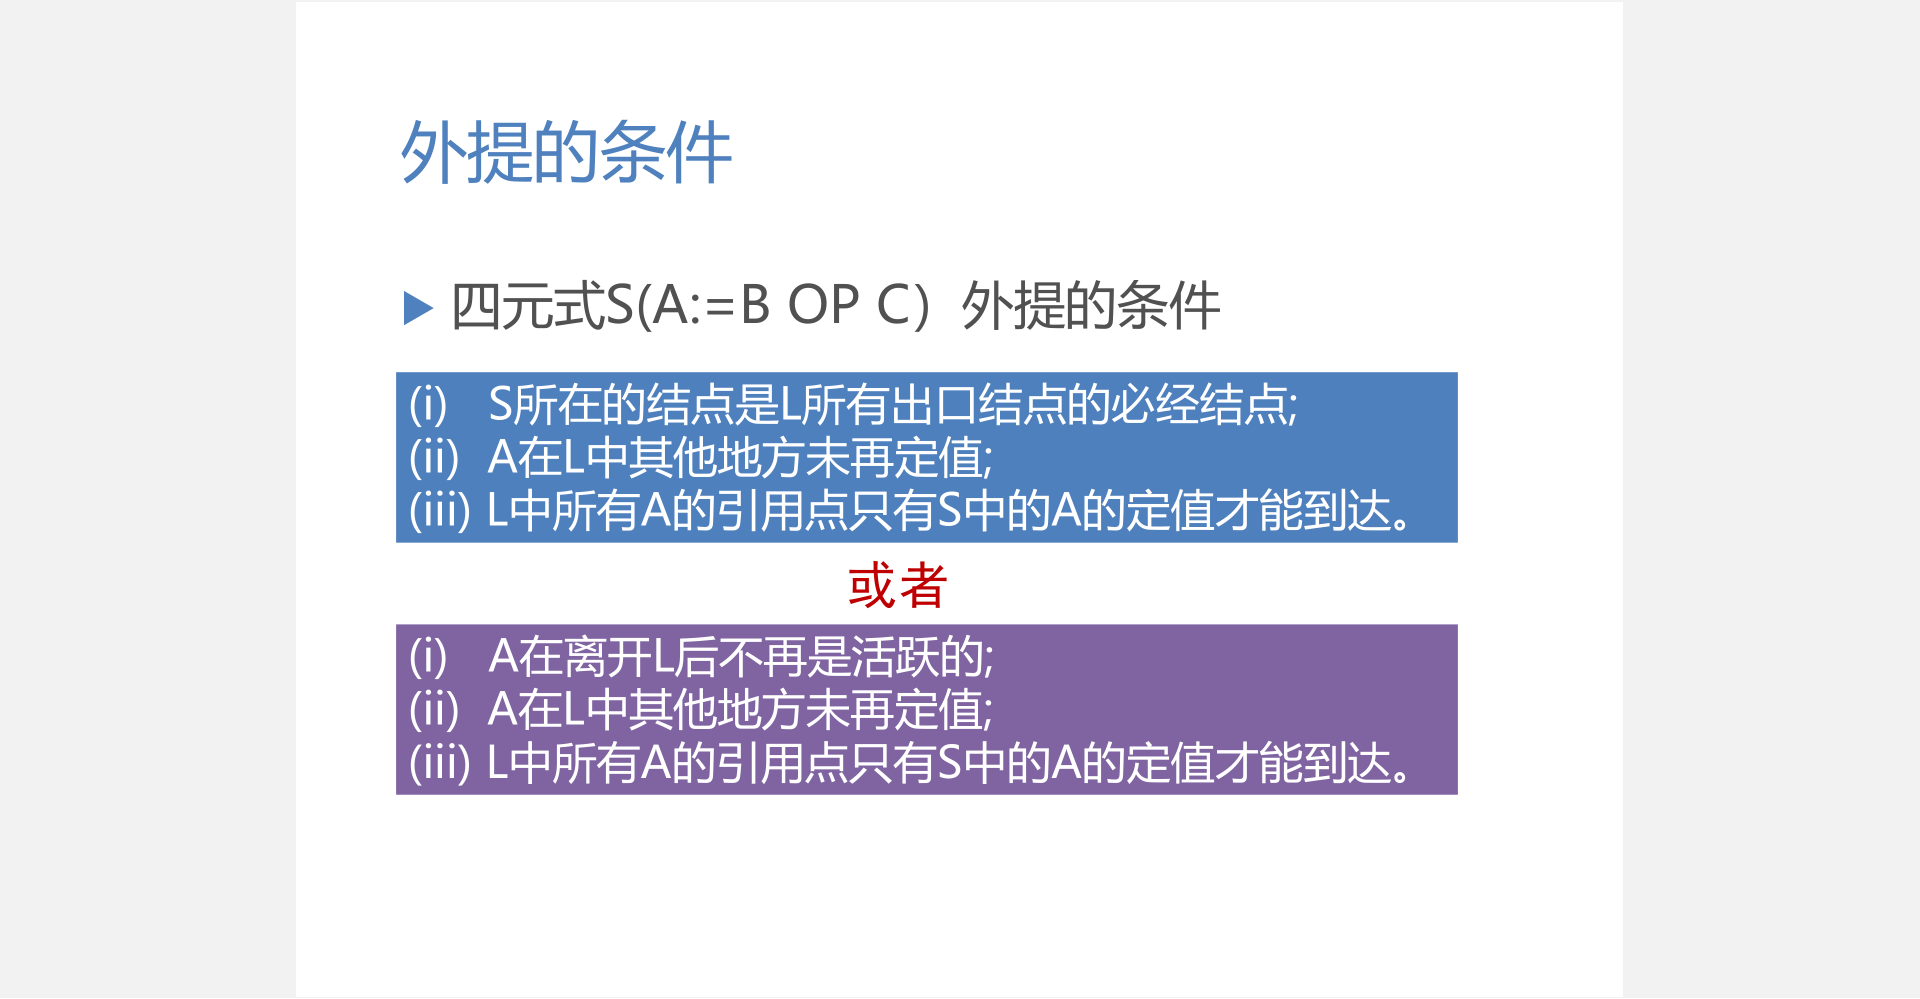 外提的条件
四元式S(A:=B OP C）外提的条件
(i) S所在的结点是L所有出口结点的必经结点;
(ii) A在L中其他地方未再定值;
(iii) L中所有A的引用点只有S中的A的定值才能到达。
或者
(i) A在离开L后不再是活跃的;
(ii) A在L中其他地方未再定值;
(iii) L中所有A的引用点只有S中的A的定值才能到达。